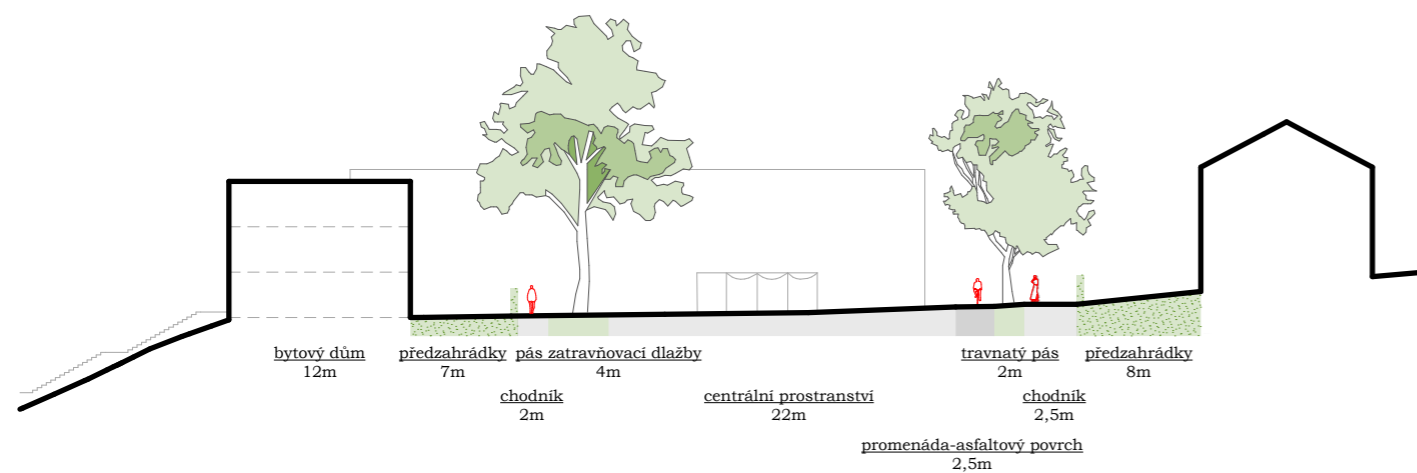 bytový dům
12m
předzahrádky
7m
pás zatravňovací dlažby
4m
travnatý pás
2m
předzahrádky
8m
chodník
2m
centrální prostranství
22m
chodník
2,5m
promenáda-asfaltový povrch
2,5m